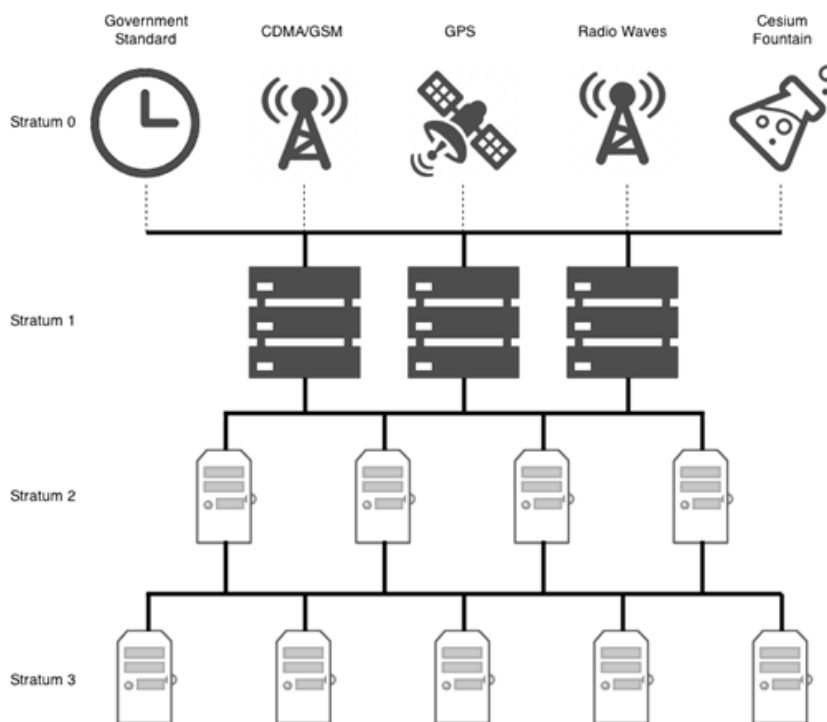 Government
Standard
CDMA/GSM
GPS
Radio Waves
Cesium
Fountain
Stratum 0
Stratum 1
Stratum 2
Stratum 3